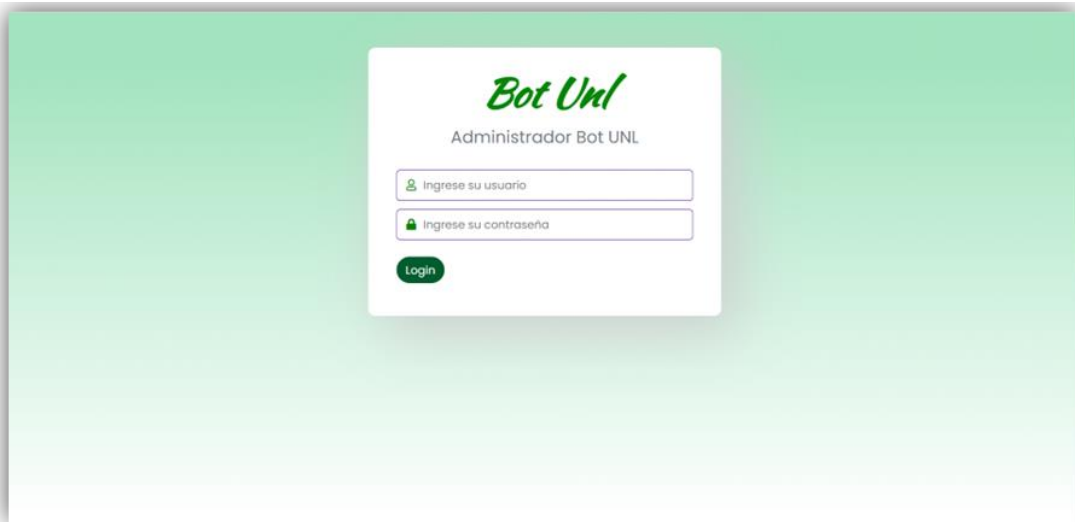 Bot Unl
Administrador Bot UNL
Ingrese su usuario
Ingrese su contraseña
Login